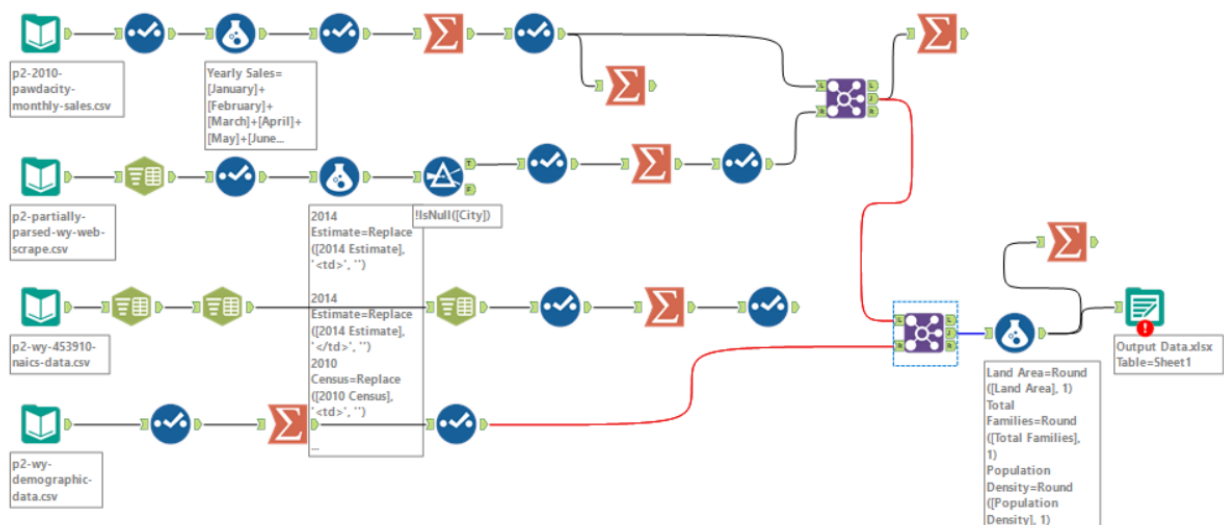 p2-2010-
pawdacity-
monthly-sales.csv
Yearly Sales=
[January]+
[February]+
[March]+[April]+
[May]+[June...
p2-partially-
parsed-wy-web-
scrape.csv
2014
Estimate=Replace
([2014 Estimate],
'<td>', '')
2014
Estimate=Replace
([2014 Estimate],
'</td>', '')
2010
Census=Replace
([2010 Census],
'<td>', '')
...
!IsNull([City])
T
F
p2-wy-453910-
naics-data.csv
p2-wy-
demographic-
data.csv
L
R
L
J
R
L
R
L
J
R
Land Area=Round
([Land Area], 1)
Total
Families=Round
([Total Families],
1)
Population
Density=Round
([Population
Density], 1)
Output Data.xlsx
Table=Sheet1